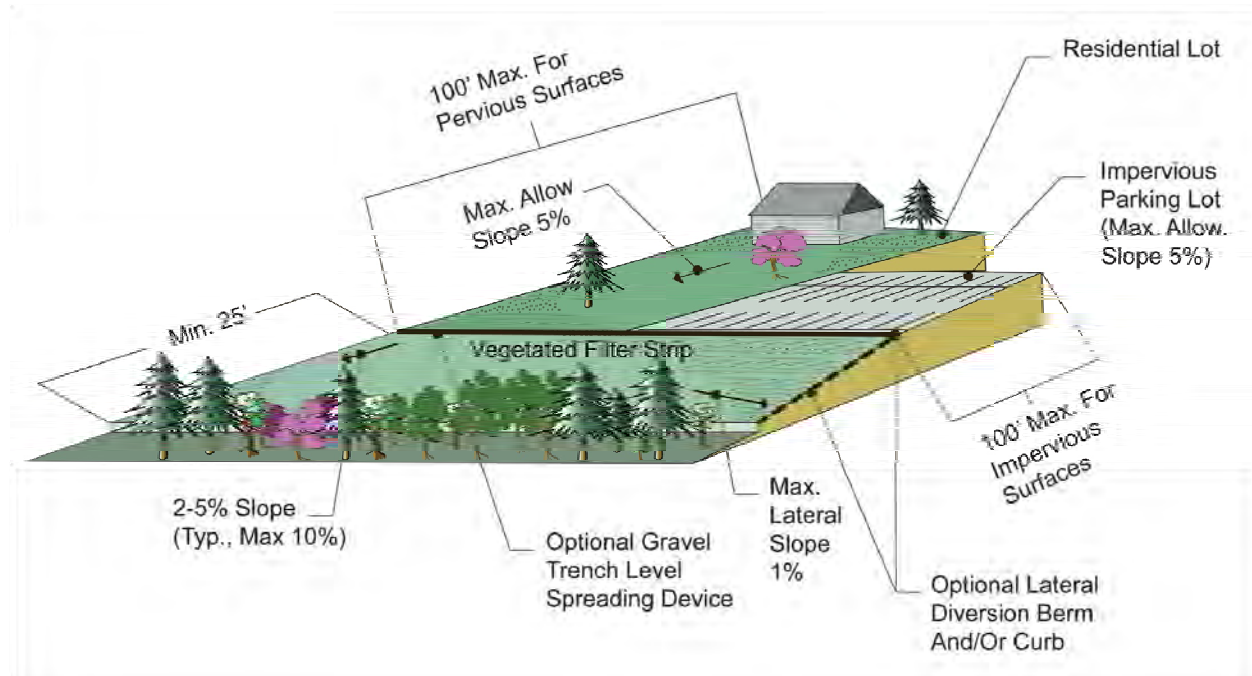 100' Max. For
Pervious Surfaces
Residential Lot
Max. Allow
Slope 5%
Impervious
Parking Lot
(Max. Allow.
Slope 5%)
Min. 25'
Vegetated Filter Strip
100' Max. For
Impervious
Surfaces
2-5% Slope
(Typ., Max 10%)
Optional Gravel
Trench Level
Spreading Device
Max.
Lateral
Slope
1%
Optional Lateral
Diversion Berm
And/Or Curb